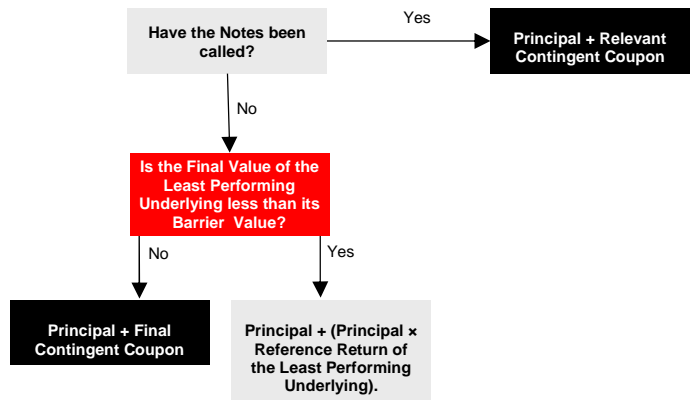 Have the Notes been
called?
Yes
Principal + Relevant
Contingent Coupon
No
Is the Final Value of the
Least Performing
Underlying less than its
Barrier Value?
No
Yes
Principal + Final
Contingent Coupon
Principal + (Principal ×
Reference Return of
the Least Performing
Underlying).